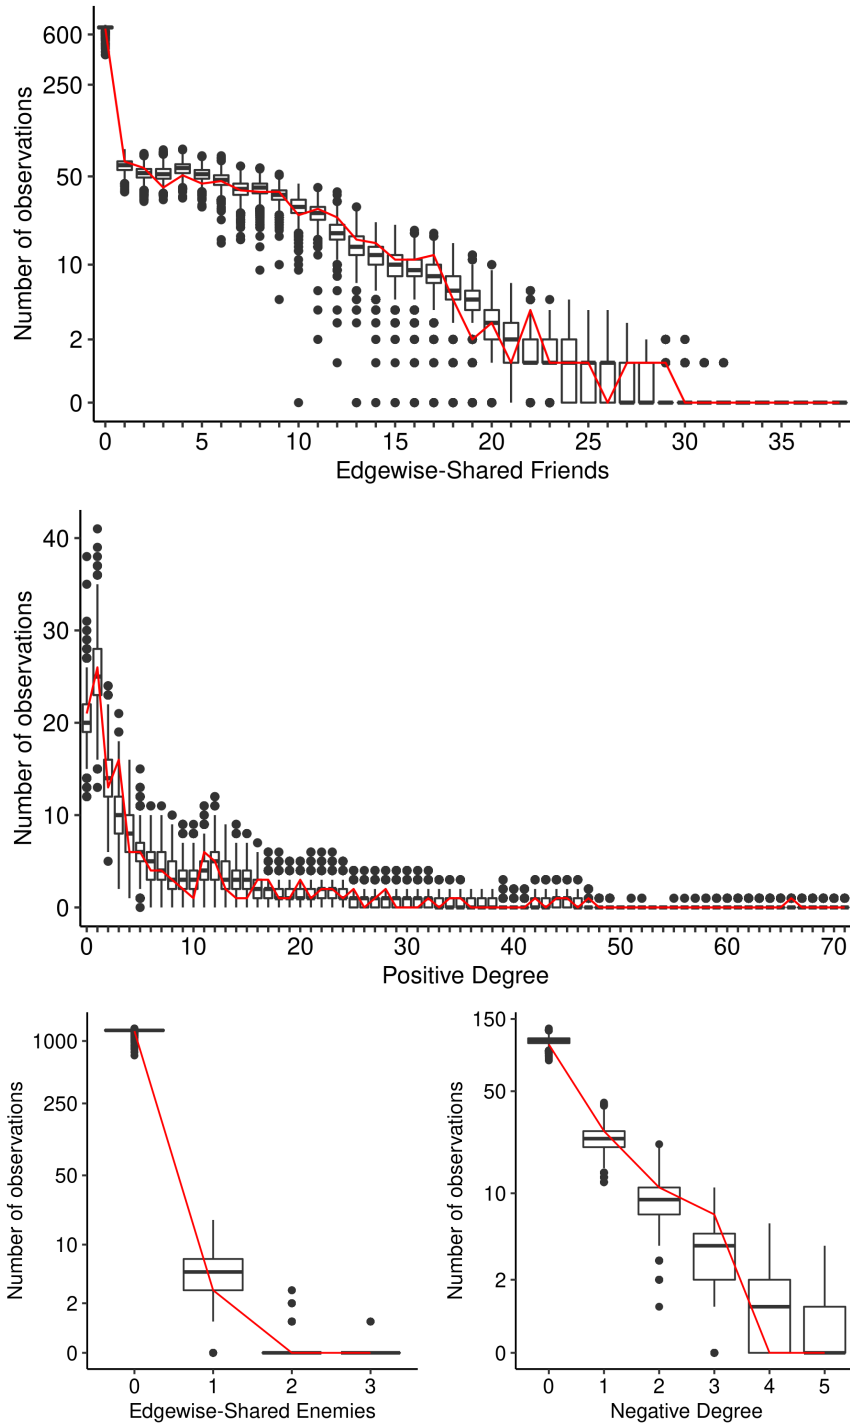 Number of observations
600
250
50
10
2
0
0 5 10 15 20 25 30 35
Edgewise-Shared Friends
Number of observations
40
30
20
10
0
0 10 20 30 40 50 60 70
Positive Degree
Number of observations
1000
250
50
10
2
0
0 1 2 3
Edgewise-Shared Enemies
Number of observations
150
50
10
2
0
0 1 2 3 4 5
Negative Degree